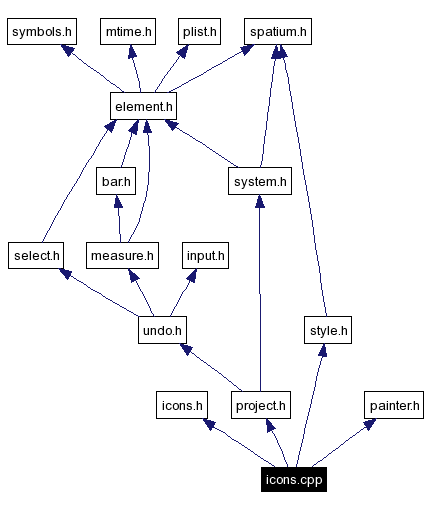 symbols.h mtime.h plist.h spatium.h
element.h
bar.h system.h
select.h measure.h input.h
undo.h style.h
icons.h project.h painter.h
icons.cpp